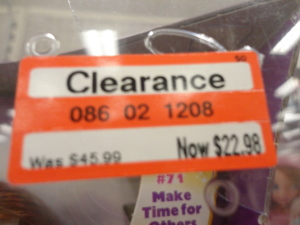 Clearance
086 02 1208
Was $45.99 Now $22.98
#71
Make
Time for
Others